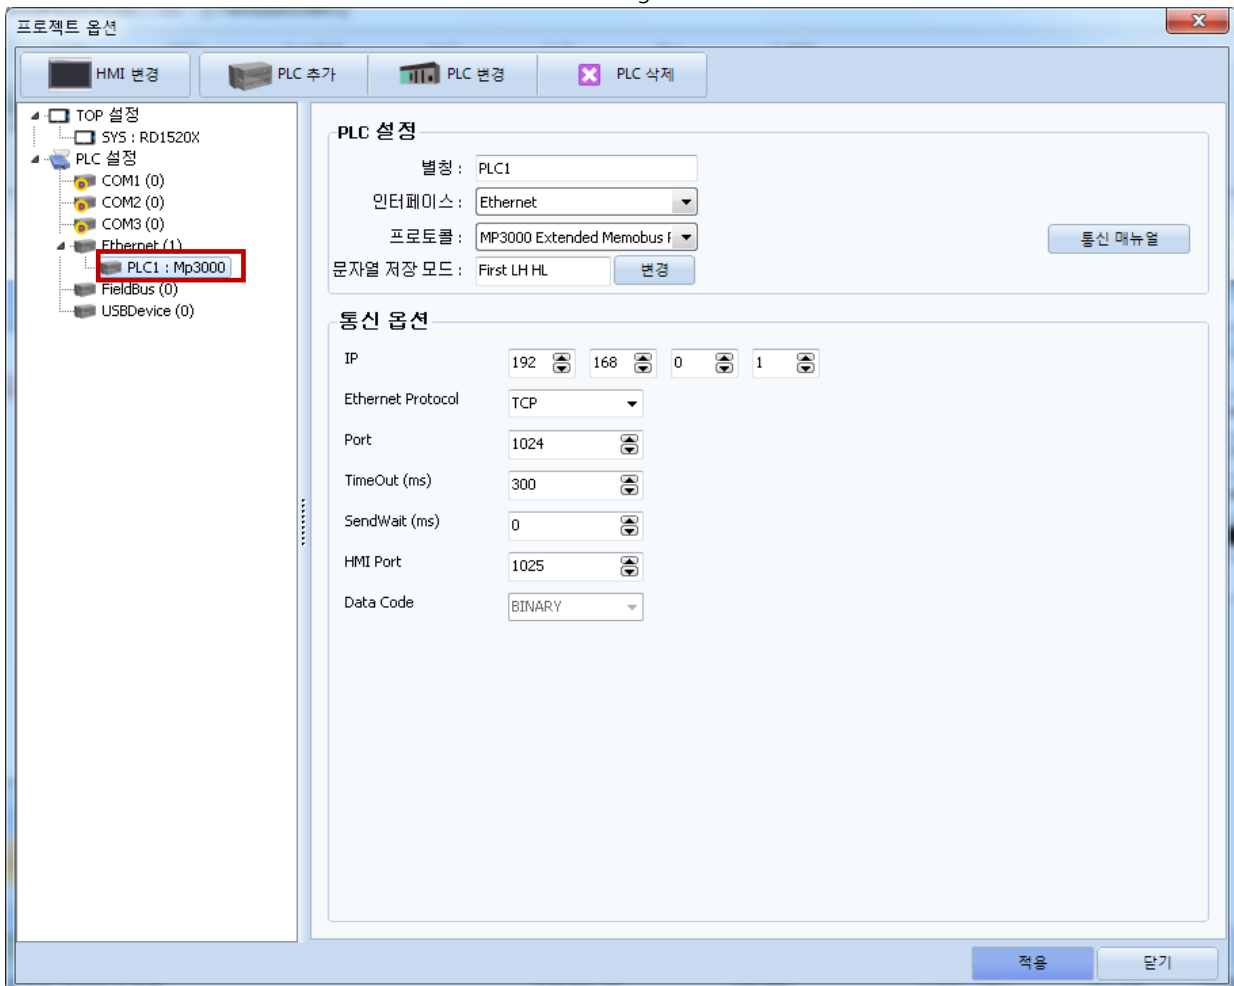 프로젝트 옵션
HMI 변경
PLC 추가
PLC 변경
PLC 삭제
TOP 설정
SYS : RD1520X
PLC 설정
COM1 (0)
COM2 (0)
COM3 (0)
Ethernet (1)
PLC1 : Mp3000
FieldBus (0)
USBDevice (0)
PLC 설정
별칭 : PLC1
인터페이스 : Ethernet
프로토콜 : MP3000 Extended Memobus
통신 매뉴얼
문자열 저장 모드 : First LH HL 변경
통신 옵션
IP 192 168 0 1
Ethernet Protocol TCP
Port 1024
TimeOut (ms) 300
SendWait (ms) 0
HMI Port 1025
Data Code BINARY
적용 닫기